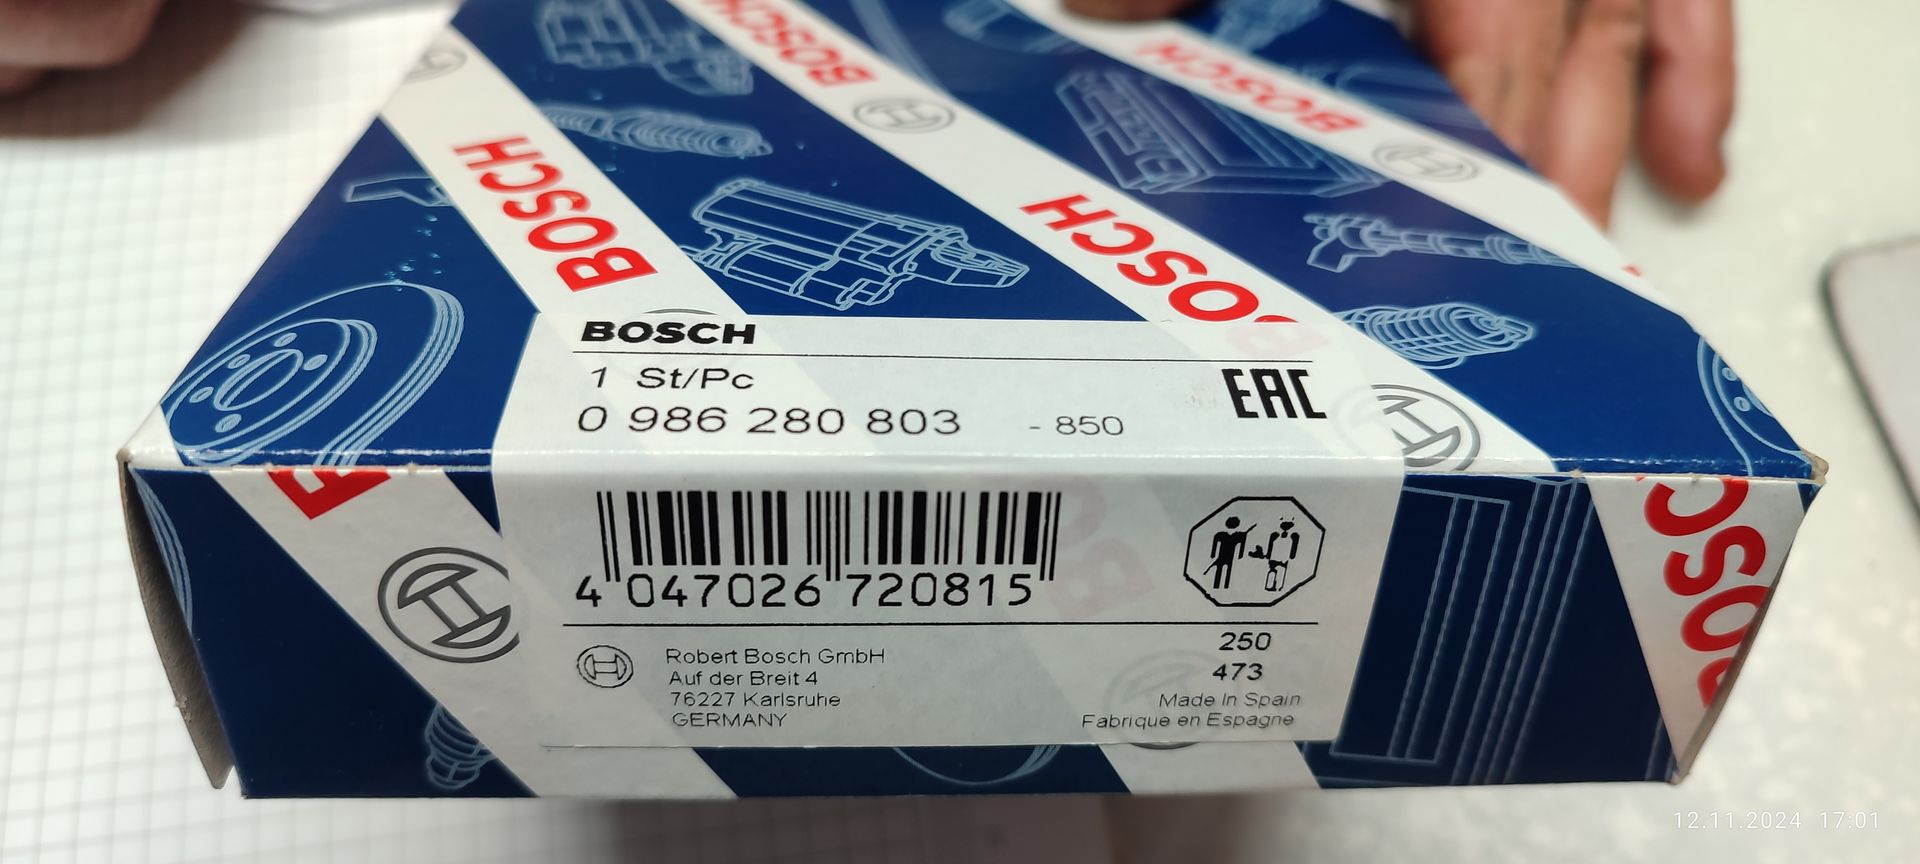 BOSCH
BOSCH
BOSCH
BOSCH
BOSCH
1 St/Pc
0 986 280 803 - 850
EAC
4 047026 720815
Robert Bosch GmbH
Auf der Breit 4
76227 Karlsruhe
GERMANY
250
473
Made In Spain
Fabrique en Espagne
12.11.2024 17:01